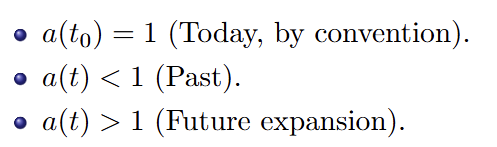 • a(t₀) = 1 (Today, by convention).
• a(t) < 1 (Past).
• a(t) > 1 (Future expansion).